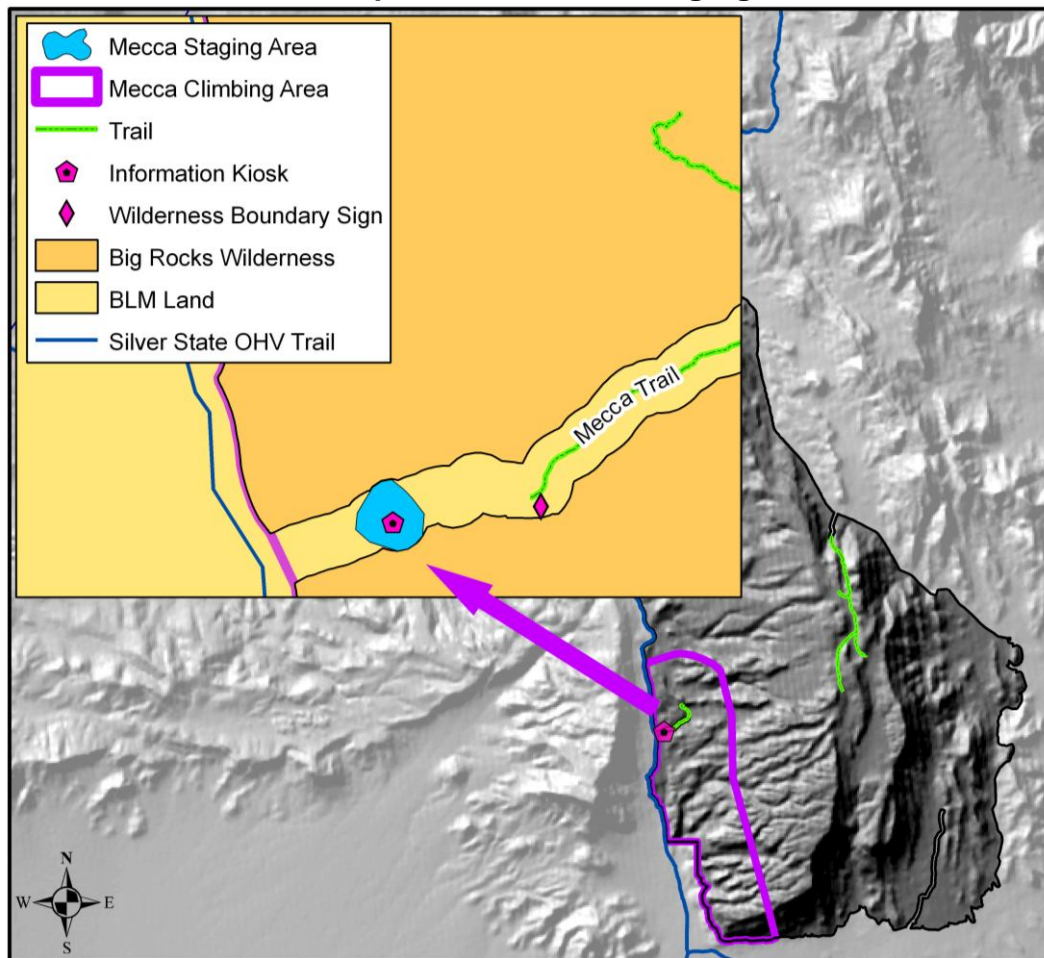 Mecca Staging Area
Mecca Climbing Area
Trail
Information Kiosk
Wilderness Boundary Sign
Big Rocks Wilderness
BLM Land
Silver State OHV Trail
Mecca Trail
N
W E
S